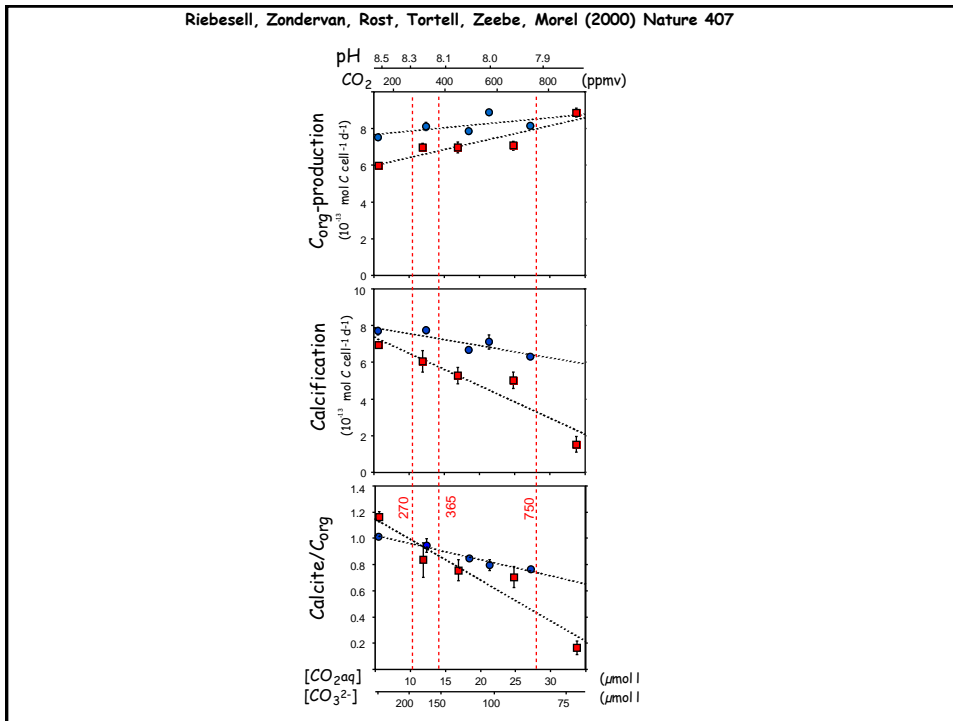 Riebesell, Zondervan, Rost, Tortell, Zeebe, Morel (2000) Nature 407
pH
8.5 8.3 8.1 8.0 7.9
CO2 200 400 600 800 (ppmv)
Corg-production
(10-13 mol C cell-1 d-1)
8
6
4
2
0
Calcification
(10-13 mol C cell-1 d-1)
10
8
6
4
2
0
Calcite/Corg
1.4
1.2
1.0
0.8
0.6
0.4
0.2
270
365
750
[CO2aq] 10 15 20 25 30 (µmol l
[CO3 2-] 200 150 100 75 (µmol l